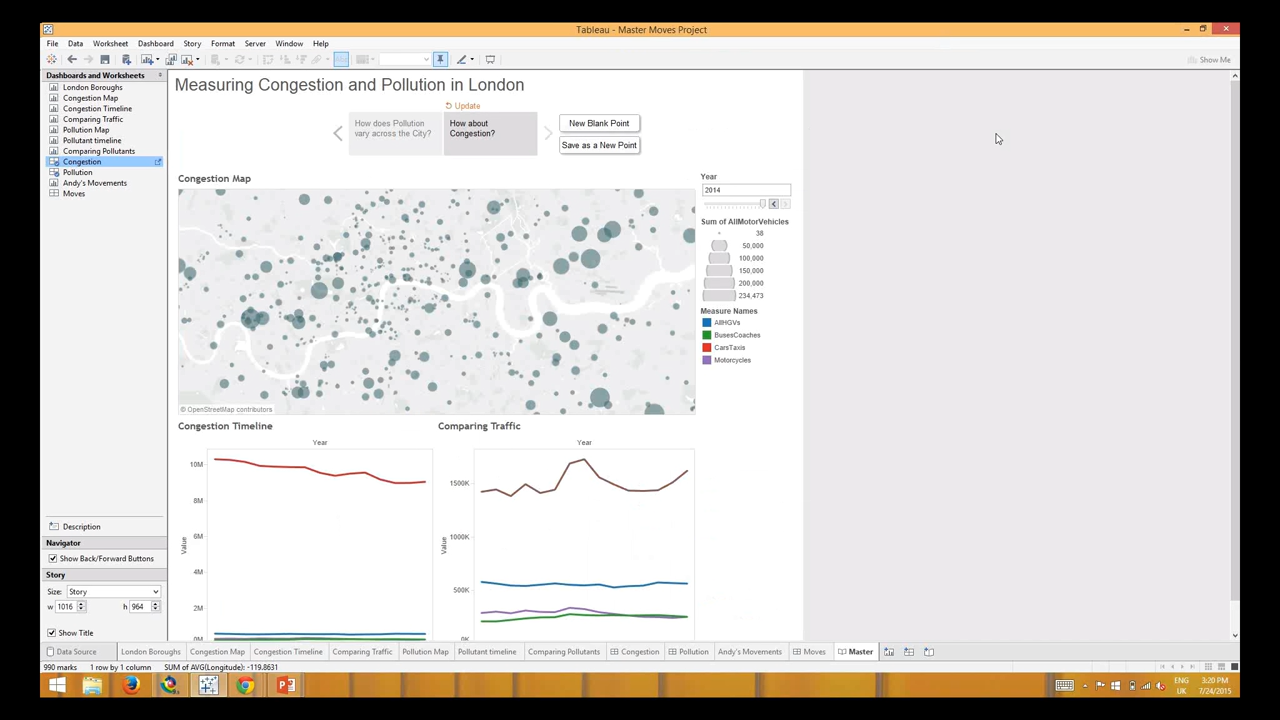 Tableau - Master Moves Project
File Data Worksheet Dashboard Story Format Server Window Help
Show Me
Dashboards and Worksheets
London Boroughs
Congestion Map
Congestion Timeline
Comparing Traffic
Pollution Map
Pollutant timeline
Comparing Pollutants
Congestion
Pollution
Andy's Movements
Moves
Description
Navigator
Show Back/Forward Buttons
Story
Size: Story
w 1016 h 964
Show Title
Measuring Congestion and Pollution in London
Update
How does Pollution
vary across the City?
How about
Congestion?
New Blank Point
Save as a New Point
Congestion Map
© OpenStreetMap contributors
Year
2014
Sum of AllMotorVehicles
38
50,000
100,000
150,000
200,000
234,473
Measure Names
AllHGVs
BusesCoaches
CarsTaxis
Motorcycles
Congestion Timeline
Year
10M
8M
6M
4M
2M
0M
Value
Comparing Traffic
Year
1500K
1000K
500K
0K
Value
Data Source London Boroughs Congestion Map Congestion Timeline Comparing Traffic Pollution Map Pollutant timeline Comparing Pollutants Congestion Pollution Andy's Movements Moves Master
990 marks 1 row by 1 column SUM of AVG(Longitude): -119.8631
ENG
UK
3:20 PM
7/24/2015